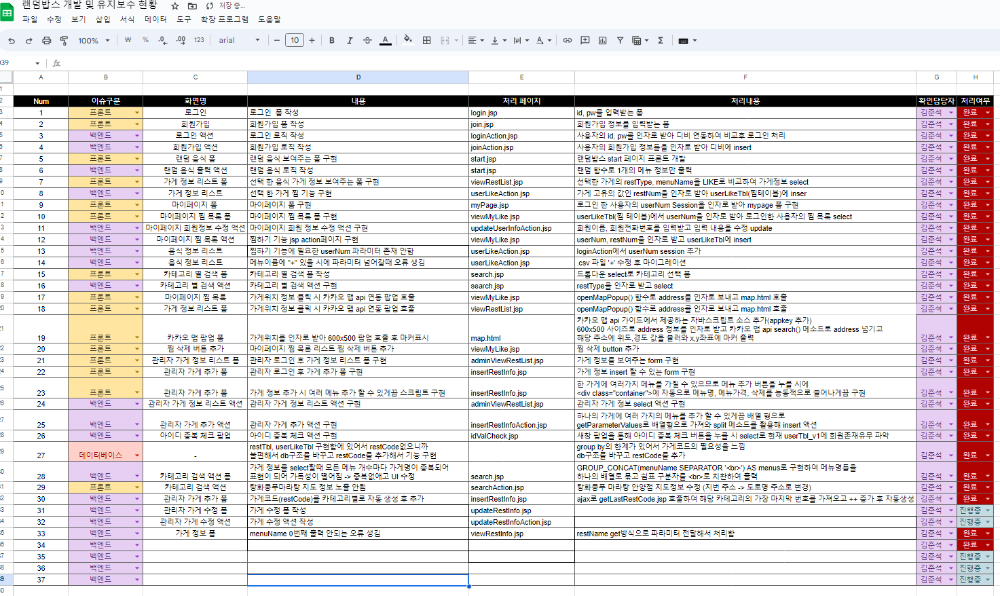 랜덤밥스 개발 및 유지보수 현황 저장 중...
파일 수정 보기 삽입 서식 데이터 도구 확장 프로그램 도움말
100% ₩ % .0 .00 123 arial 10 B I A
39 fx
A B C D E F G H
Num 이슈구분 화면명 내용 처리 페이지 처리내용 확인담당자 처리여부
1 프론트 로그인 로그인 폼 작성 login.jsp id, pw를 입력받는 폼 김준석 완료
2 프론트 회원가입 회원가입 폼 작성 join.jsp 회원가입 정보를 입력받는 폼 김준석 완료
3 백엔드 로그인 액션 로그인 로직 작성 loginAction.jsp 사용자의 id, pw를 인자로 받아 디비 연동하여 비교후 로그인 처리 김준석 완료
4 백엔드 회원가입 액션 회원가입 로직 작성 joinAction.jsp 사용자의 회원가입 정보들을 인자로 받아 디비에 insert 김준석 완료
5 프론트 랜덤 음식 폼 랜덤 음식 보여주는 폼 구현 start.jsp 랜덤밥스 start 페이지 프론트 개발 김준석 완료
6 백엔드 랜덤 음식 출력 액션 랜덤 음식 로직 작성 start.jsp 랜덤 함수로 1개의 메뉴 정보만 출력 김준석 완료
7 프론트 가게 정보 리스트 폼 선택 한 음식 가게 정보 보여주는 폼 구현 viewRestList.jsp 선택한 가게의 restType, menuName을 LIKE로 비교하여 가게정보 select 김준석 완료
8 백엔드 가게 정보 리스트 선택 한 가게 찜 기능 구현 userLikeAction.jsp 가게 고유의 값인 restNum을 인자로 받아 userLikeTbl(찜테이블)에 inser 김준석 완료
9 프론트 마이페이지 폼 마이페이지 폼 구현 myPage.jsp 로그인 한 사용자의 userNum Session을 인자로 받아 mypage 폼 구현 김준석 완료
10 프론트 마이페이지 찜 목록 폼 마이페이지 찜 목록 폼 구현 viewMyLike.jsp userLikeTbl(찜 테이블)에서 userNum을 인자로 받아 로그인한 사용자의 찜 목록 select 김준석 완료
11 백엔드 마이페이지 회원정보 수정 액션 마이페이지 회원 정보 수정 액션 구현 updateUserInfoAction.jsp 회원이름, 회원전화번호를 입력받고 입력 내용을 수정 update 김준석 완료
12 백엔드 마이페이지 찜 목록 액션 찜하기 기능 jsp action페이지 구현 viewMyLike.jsp userNum, restNum을 인자로 받고 userLikeTbl에 insert 김준석 완료
13 백엔드 음식 정보 리스트 찜하기 기능에 필요한 userNum 파라미터 존재 안함 userLikeAction.jsp loginAction에서 userNum session 추가 김준석 완료
14 백엔드 음식 정보 리스트 메뉴이름에 "+" 있을 시에 파라미터 넘어갈때 오류 생김 userLikeAction.jsp .csv 파일 '+' 수정 후 마이그레이션 김준석 완료
15 프론트 카테고리 별 검색 폼 카테고리 별 검색 폼 작성 search.jsp 드롭다운 select로 카테고리 선택 폼 김준석 완료
16 백엔드 카테고리 별 검색 액션 카테고리 별 검색 액션 구현 search.jsp restType을 인자로 받고 select 김준석 완료
17 프론트 마이페이지 찜 목록 가게위치 정보 클릭 시 카카오 맵 api 연동 팝업 호출 viewMyLike.jsp openMapPopup() 함수로 address를 인자로 보내고 map.html 호출 김준석 완료
18 프론트 가게 정보 리스트 가게위치 정보 클릭 시 카카오 맵 api 연동 팝업 호출 viewRestList.jsp openMapPopup() 함수로 address를 인자로 보내고 map.html 호출 김준석 완료
카카오 맵 api 가이드에서 제공하는 자바스크립트 소스 추가(appkey 추가)
600x500 사이즈로 address 정보를 인자로 받고 카카오 맵 api search() 메소드로 address 넘기고
19 프론트 카카오 맵 팝업 폼 가게위치를 인자로 받아 600x500 팝업 호출 후 마커표시 map.html 해당 주소에 위도,경도 값을 불러와 x,y좌표에 마커 출력 김준석 완료
20 프론트 찜 삭제 버튼 추가 마이페이지 찜 목록 리스트 찜 삭제 버튼 추가 viewMyLike.jsp 찜 삭제 button 추가 김준석 완료
21 프론트 관리자 가게 정보 리스트 폼 관리자 로그인 후 가게 정보 리스트 폼 구현 adminViewRestList.jsp 가게 정보를 보여주는 form 구현 김준석 완료
22 프론트 관리자 가게 추가 폼 관리자 로그인 후 가게 추가 폼 구현 insertRestInfo.jsp 가게 정보 insert 할 수 있는 form 구현 김준석 완료
한 가게에 여러가지 메뉴를 가질 수 있으므로 메뉴 추가 버튼을 누를 시에
23 프론트 관리자 가게 추가 폼 가게 정보 추가 시 여러 메뉴 추가 할 수 있게끔 스크립트 구현 insertRestInfo.jsp <div class="container">에 자동으로 메뉴명, 메뉴가격, 삭제를 능동적으로 늘어나게끔 구현 김준석 완료
24 백엔드 관리자 가게 정보 리스트 액션 관리자 가게 정보 리스트 액션 구현 adminViewRestList.jsp 관리자 가게 정보 select 액션 구현 김준석 완료
하나의 가게에 여러 가지의 메뉴를 추가 할 수 있게끔 배열 형으로
25 백엔드 관리자 가게 추가 액션 관리자 가게 추가 액션 구현 insertRestInfoAction.jsp getParameterValues로 배열형으로 가져와 split 메소드를 활용해 insert 액션 김준석 완료
26 백엔드 아이디 중복 체크 팝업 아이디 중복 체크 액션 구현 idValCheck.jsp 새창 팝업을 통해 아이디 중복 체크 버튼을 누를 시 select로 현재 userTbl_v1에 회원존재유무 파악 김준석 완료
restTbl, userLikeTbl 구현함에 있어서 restCode없으니까 group by의 한계가 있어서 가게코드의 필요성을 느낌
27 데이터베이스 - 불편해서 db구조를 바꾸고 restCode를 추가해서 기능 구현 db구조를 바꾸고 restCode를 추가 김준석 완료
가게 정보를 select할때 모든 메뉴 개수마다 가게명이 중복되어 GROUP_CONCAT(menuName SEPARATOR '<br>') AS menus로 구현하여 메뉴명들을
28 백엔드 카테고리 검색 액션 폼 표현이 되어 가독성이 떨어짐 -> 중복없애고 UI 수정 search.jsp 하나의 배열로 묶고 쉼표 구분자를 <br>로 치환하여 출력 김준석 완료
29 프론트 카테고리 검색 액션 탕화쿵푸마라탕 지도 정보 노출 안됨 searchAction.jsp 탕화쿵푸 마라탕 안양점 지도정보 수정 (지번 주소 -> 도로명 주소로 변경) 김준석 완료
30 백엔드 관리자 가게 추가 폼 가게코드(restCode)를 카테고리별로 자동 생성 후 추가 insertRestInfo.jsp ajax로 getLastRestCode.jsp 호출하여 해당 카테고리의 가장 마지막 번호를 가져오고 ++ 증가 후 자동생성 김준석 완료
31 백엔드 관리자 가게 수정 폼 가게 수정 폼 작성 updateRestInfo.jsp 김준석 진행중
32 백엔드 관리자 가게 수정 액션 가게 수정 액션 작성 updateRestInfoAction.jsp 김준석 진행중
33 백엔드 가게 정보 폼 menuName 0번째 출력 안되는 오류 생김 viewRestInfo.jsp restName get방식으로 파라미터 전달해서 처리함 김준석 완료
34 백엔드 김준석 완료
35 백엔드 김준석 진행중
36 백엔드 김준석 진행중
37 백엔드 김준석 진행중